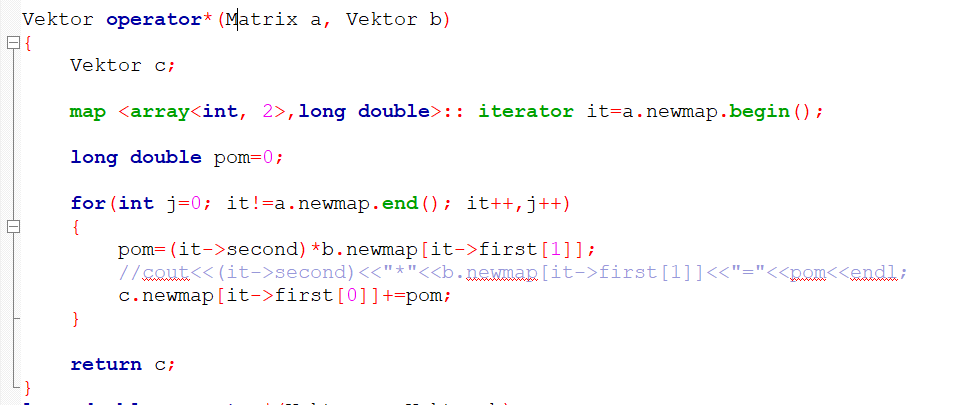 Vektor operator*(Matrix a, Vektor b)
{
Vektor c;
map <array<int, 2>,long double>:: iterator it=a.newmap.begin();
long double pom=0;
for(int j=0; it!=a.newmap.end(); it++,j++)
{
pom=(it->second)*b.newmap[it->first[1]];
//cout<<(it->second)<<"*"<<b.newmap[it->first[1]]<<"="<<pom<<endl;
c.newmap[it->first[0]]+=pom;
}
return c;
}